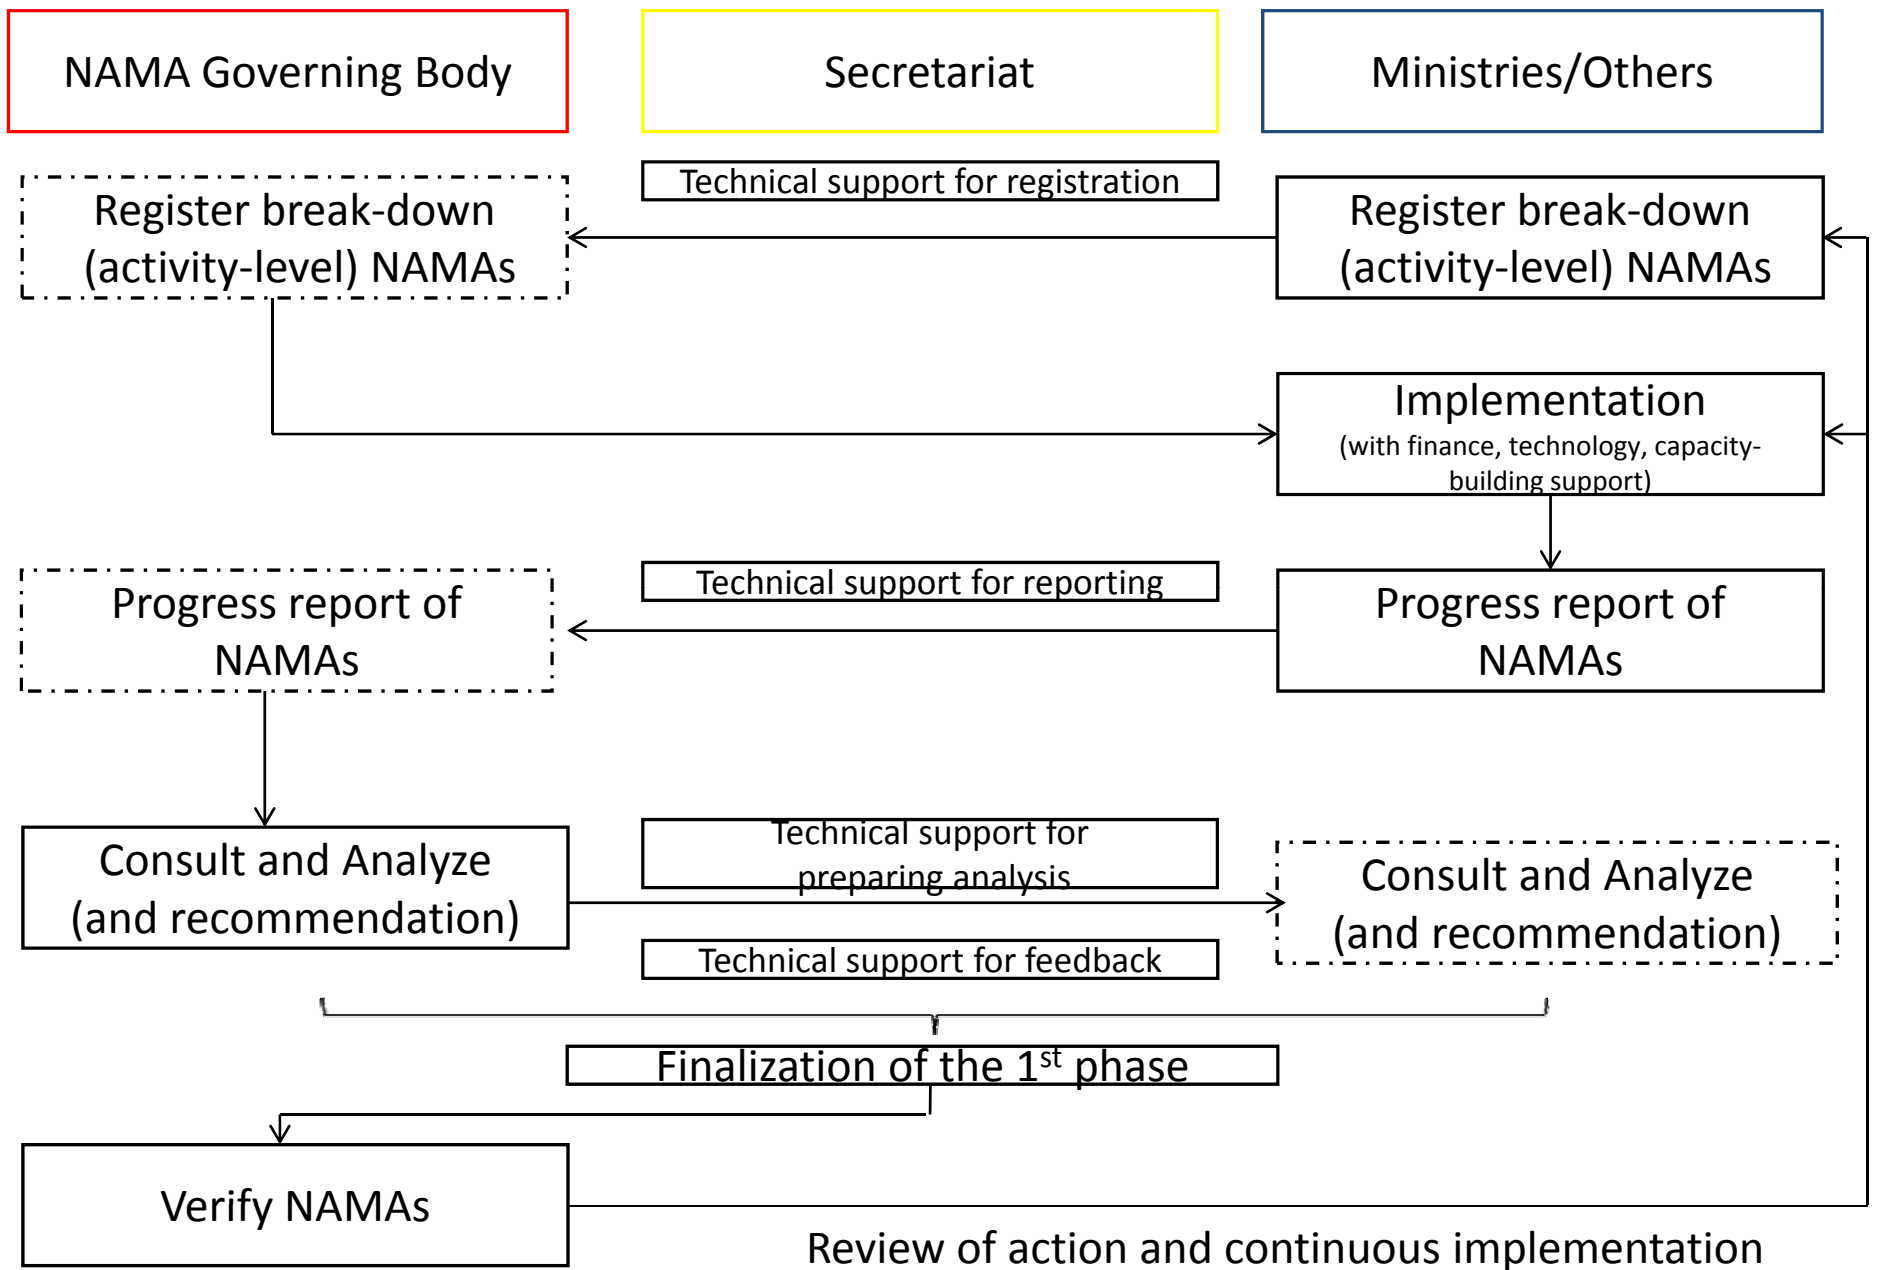 NAMA Governing Body
Secretariat
Ministries/Others
Technical support for registration
Register break-down
(activity-level) NAMAs
Register break-down
(activity-level) NAMAs
Implementation
(with finance, technology, capacity-
building support)
Progress report of
NAMAs
Technical support for reporting
Progress report of
NAMAs
Consult and Analyze
(and recommendation)
Technical support for
preparing analysis
Consult and Analyze
(and recommendation)
Technical support for feedback
Finalization of the 1st phase
Verify NAMAs
Review of action and continuous implementation